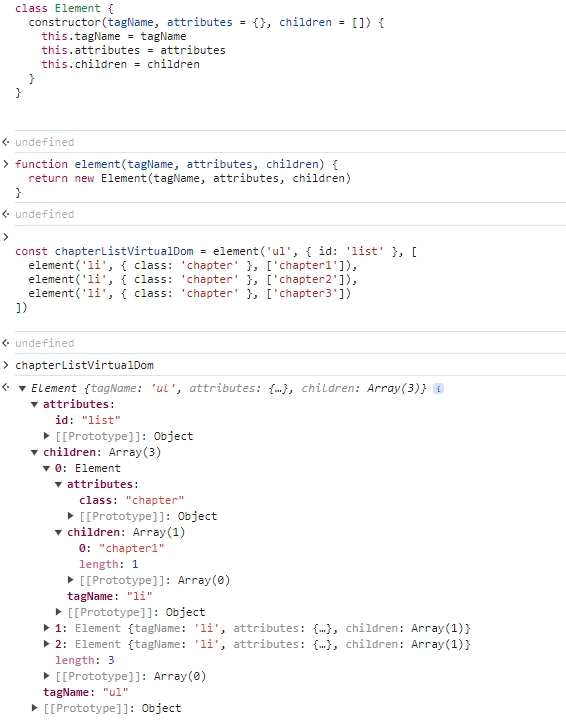 class Element {
constructor(tagName, attributes = {}, children = []) {
this.tagName = tagName
this.attributes = attributes
this.children = children
}
}
undefined
function element(tagName, attributes, children) {
return new Element(tagName, attributes, children)
}
undefined
const chapterListVirtualDom = element('ul', { id: 'list' }, [
element('li', { class: 'chapter' }, ['chapter1']),
element('li', { class: 'chapter' }, ['chapter2']),
element('li', { class: 'chapter' }, ['chapter3'])
])
undefined
chapterListVirtualDom
Element {tagName: 'ul', attributes: {…}, children: Array(3)} i
attributes:
id: "list"
[[Prototype]]: Object
children: Array(3)
0: Element
attributes:
class: "chapter"
[[Prototype]]: Object
children: Array(1)
0: "chapter1"
length: 1
[[Prototype]]: Array(0)
tagName: "li"
[[Prototype]]: Object
1: Element {tagName: 'li', attributes: {…}, children: Array(1)}
2: Element {tagName: 'li', attributes: {…}, children: Array(1)}
length: 3
[[Prototype]]: Array(0)
tagName: "ul"
[[Prototype]]: Object